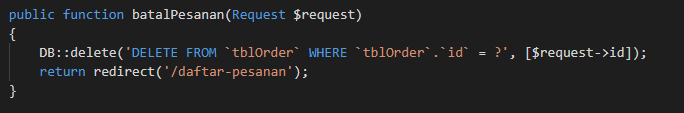 public function batalPesanan(Request $request)
{
    DB::delete('DELETE FROM `tblOrder` WHERE `tblOrder`.`id` = ?', [$request->id]);
    return redirect('/daftar-pesanan');
}